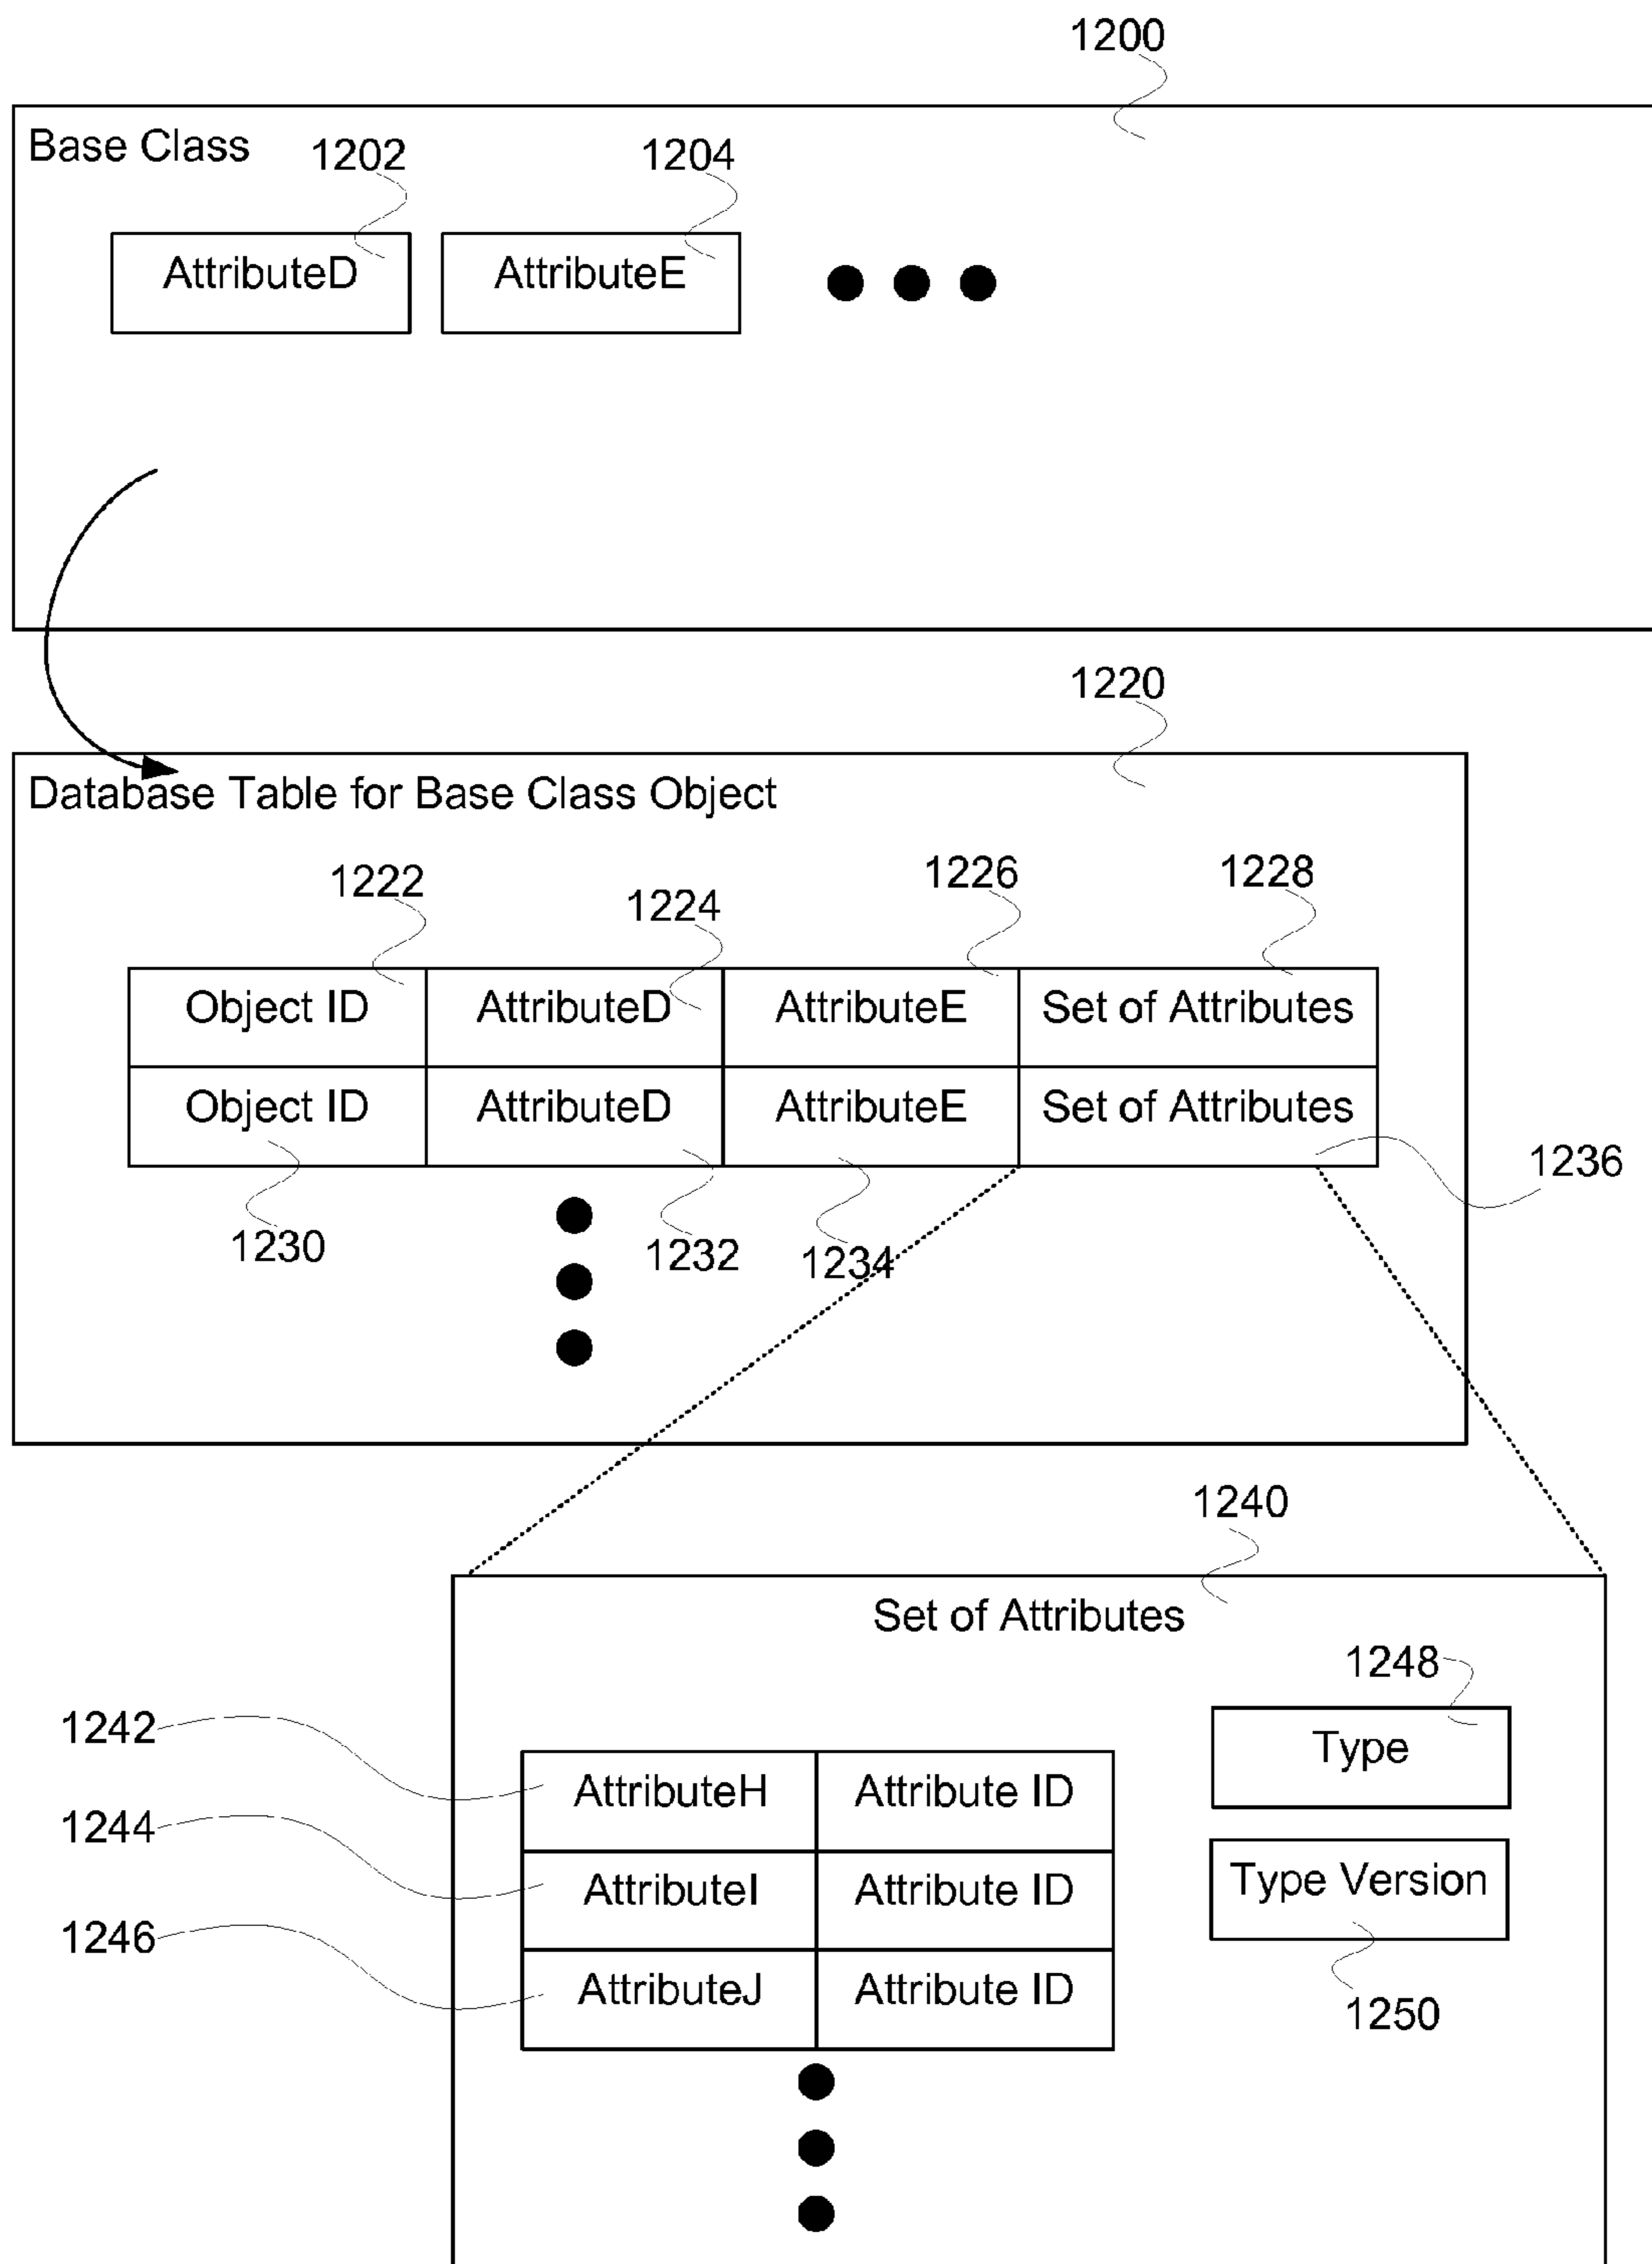 1200
Base Class
1202
1204
AttributeD
AttributeE
1220
Database Table for Base Class Object
1222
1224
1226
1228
Object ID
AttributeD
AttributeE
Set of Attributes
Object ID
AttributeD
AttributeE
Set of Attributes
1236
1230
1232
1234
1240
Set of Attributes
1248
1242
Type
AttributeH
Attribute ID
1244
Type Version
AttributeI
Attribute ID
1246
AttributeJ
Attribute ID
1250